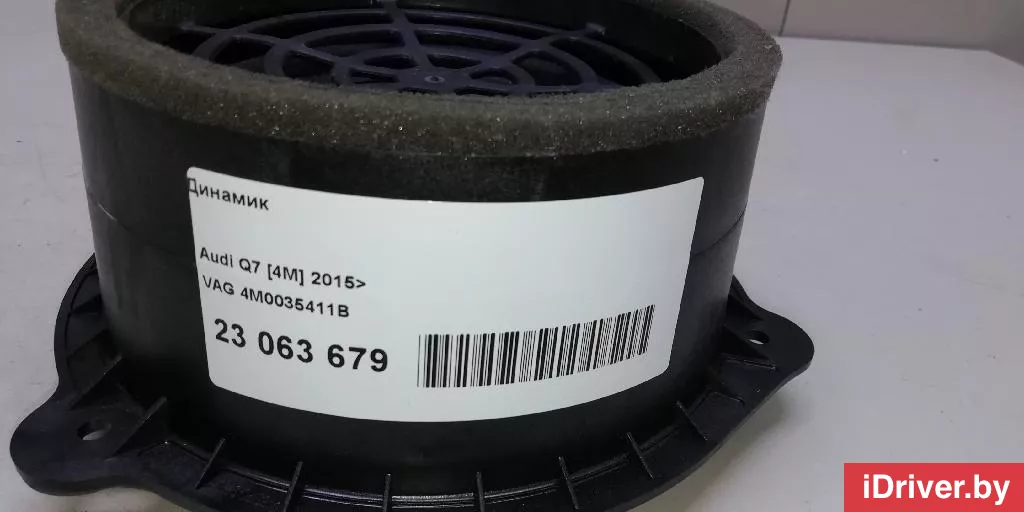 Динамик
Audi Q7 [4M] 2015>
VAG 4M0035411B
23 063 679
iDriver.by